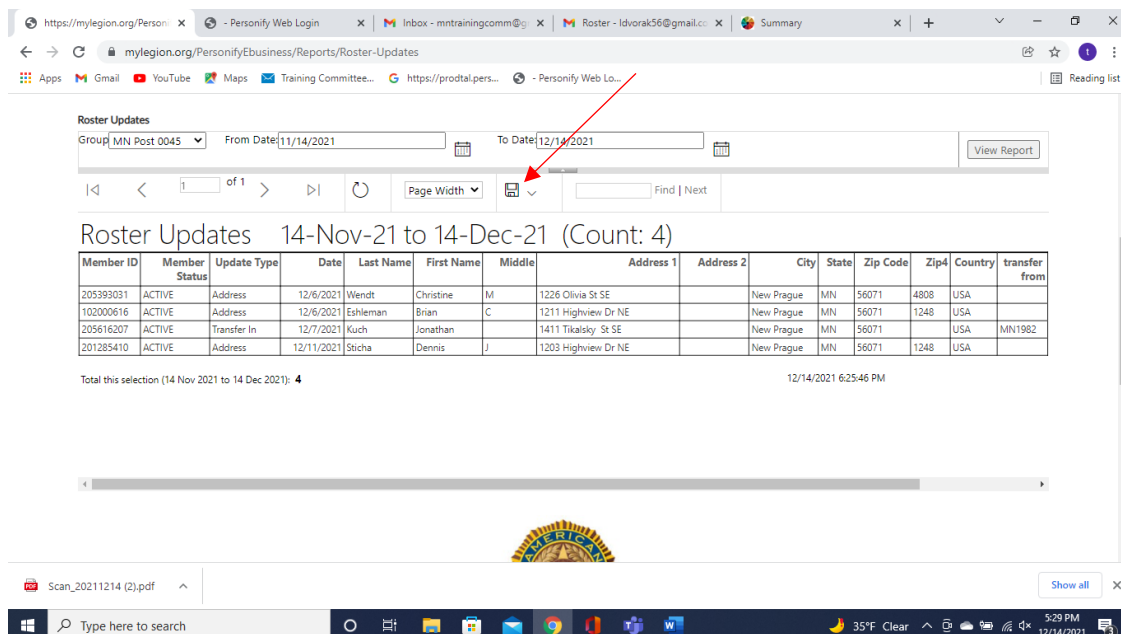 https://mylegion.org/Person - Personify Web Login Inbox - mntrainingcomm@g Roster - ldvorak56@gmail.co Summary
mylegion.org/PersonifyEbusiness/Reports/Roster-Updates t
Apps Gmail YouTube Maps Training Committee... https://prodtal.pers... - Personify Web Lo... Reading list
Roster Updates
Group MN Post 0045 From Date: 11/14/2021 To Date: 12/14/2021 View Report
1 of 1 Page Width Find | Next
Roster Updates 14-Nov-21 to 14-Dec-21 (Count: 4)
Member ID Member Status Update Type Date Last Name First Name Middle Address 1 Address 2 City State Zip Code Zip4 Country transfer from
205393031 ACTIVE Address 12/6/2021 Wendt Christine M 1226 Olivia St SE New Prague MN 56071 4808 USA
102000616 ACTIVE Address 12/6/2021 Eshleman Brian C 1211 Highview Dr NE New Prague MN 56071 1248 USA
205616207 ACTIVE Transfer In 12/7/2021 Kuch Jonathan 1411 Tikalsky St SE New Prague MN 56071 USA MN1982
201285410 ACTIVE Address 12/11/2021 Sticha Dennis J 1203 Highview Dr NE New Prague MN 56071 1248 USA
Total this selection (14 Nov 2021 to 14 Dec 2021): 4 12/14/2021 6:25:46 PM
AMERICAN
PDF Scan_20211214 (2).pdf Show all
Type here to search 35°F Clear 5:29 PM
12/14/2021 3